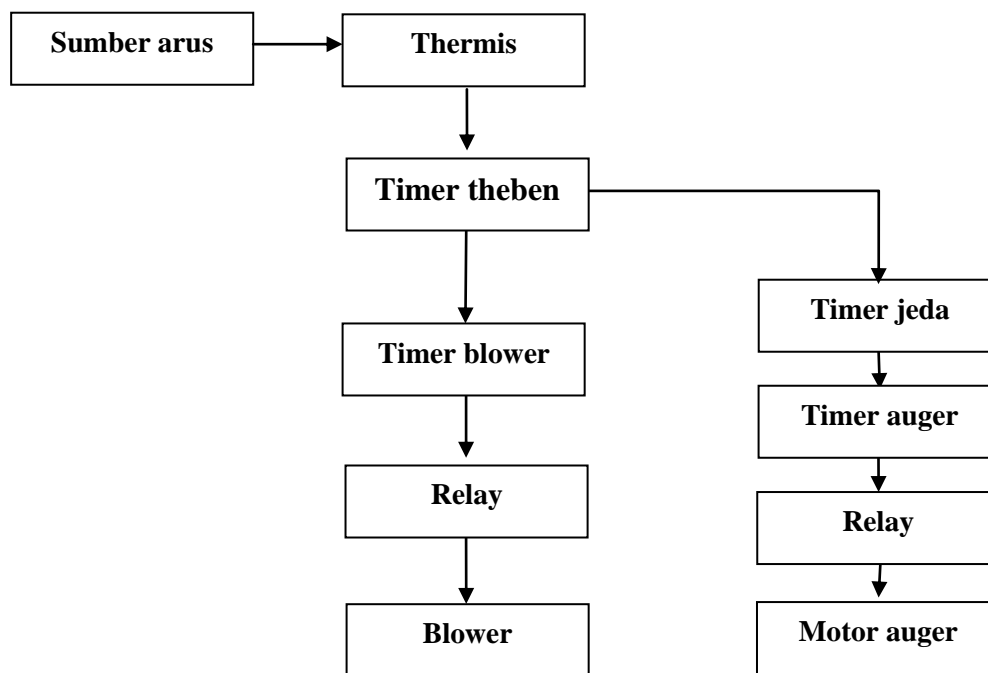 Sumber arus
Thermis
Timer theben
Timer jeda
Timer blower
Timer auger
Relay
Relay
Blower
Motor auger